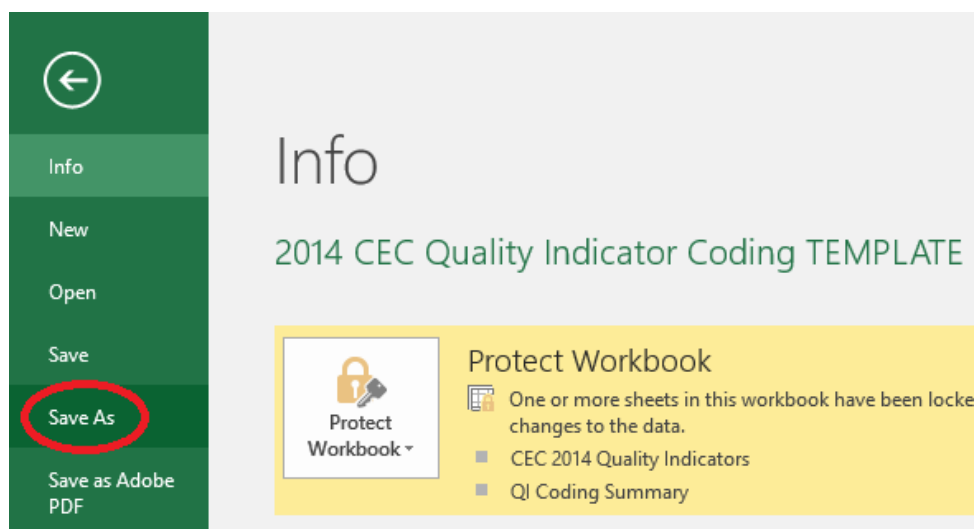 Info
New
Open
Save
Save As
Save as Adobe
PDF
Info
2014 CEC Quality Indicator Coding TEMPLATE
Protect
Workbook
Protect Workbook
One or more sheets in this workbook have been locke
changes to the data.
CEC 2014 Quality Indicators
QI Coding Summary